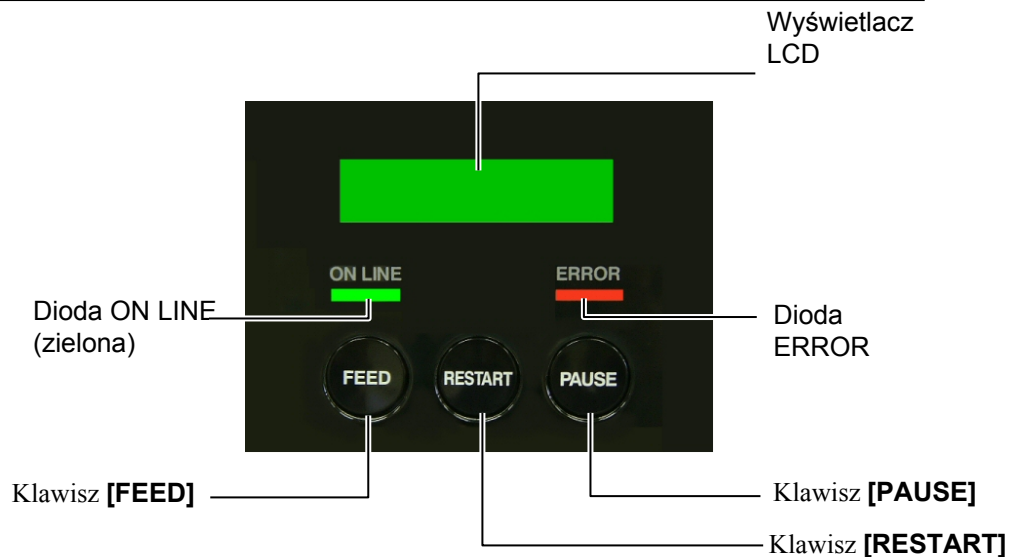 Wyświetlacz
LCD
ON LINE
ERROR
Dioda ON LINE
(zielona)
Dioda
ERROR
FEED
RESTART
PAUSE
Klawisz [FEED]
Klawisz [PAUSE]
Klawisz [RESTART]